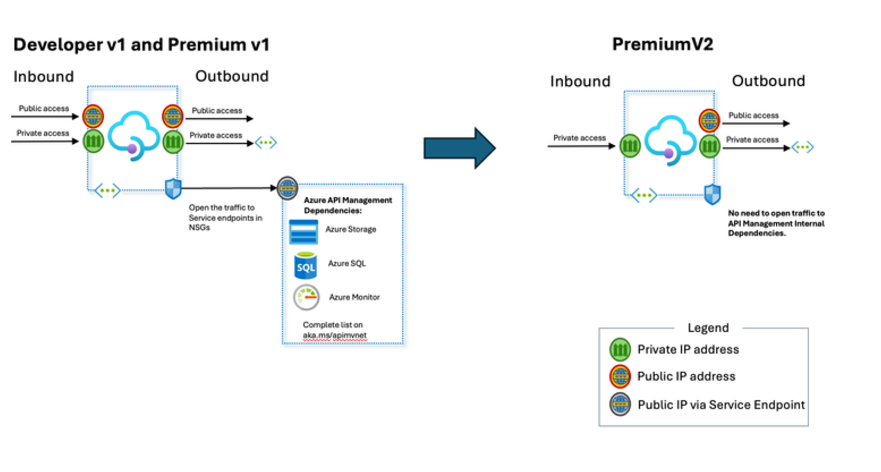 Developer v1 and Premium v1
Inbound
Outbound
Public access
Public access
Private access
Private access
Open the traffic to
Service endpoints in
NSGs
Azure API Management
Dependencies:
Azure Storage
SQL
Azure SQL
Azure Monitor
Complete list on
aka.ms/apimvnet
PremiumV2
Inbound
Outbound
Public access
Private access
Private access
No need to open traffic to
API Management Internal
Dependencies.
Legend
Private IP address
Public IP address
Public IP via Service Endpoint